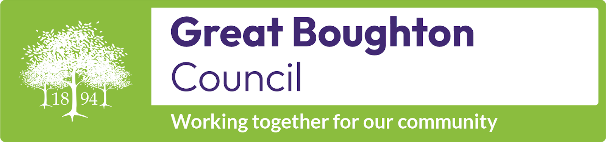 Great Boughton
Council
18 94
Working together for our community